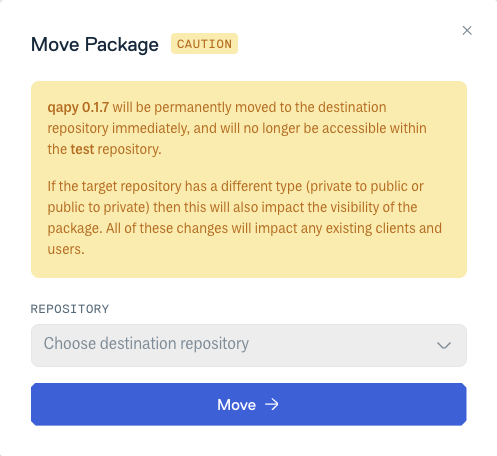 Move Package CAUTION
qapy 0.1.7 will be permanently moved to the destination
repository immediately, and will no longer be accessible within
the test repository.
If the target repository has a different type (private to public or
public to private) then this will also impact the visibility of the
package. All of these changes will impact any existing clients and
users.
REPOSITORY
Choose destination repository
Move